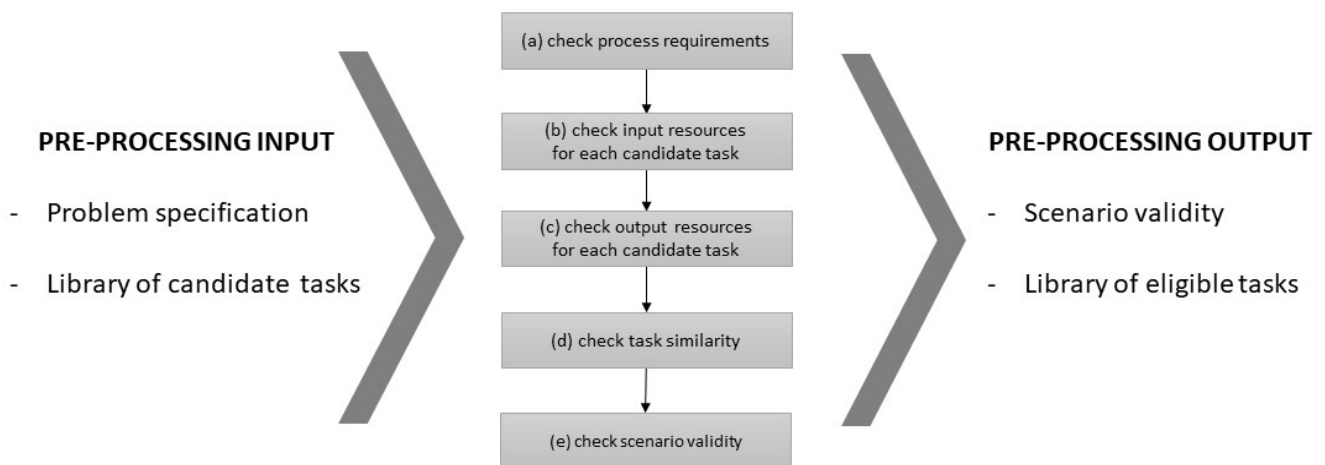 PRE-PROCESSING INPUT
- Problem specification
- Library of candidate tasks
(a) check process requirements
(b) check input resources
for each candidate task
(c) check output resources
for each candidate task
(d) check task similarity
(e) check scenario validity
PRE-PROCESSING OUTPUT
- Scenario validity
- Library of eligible tasks